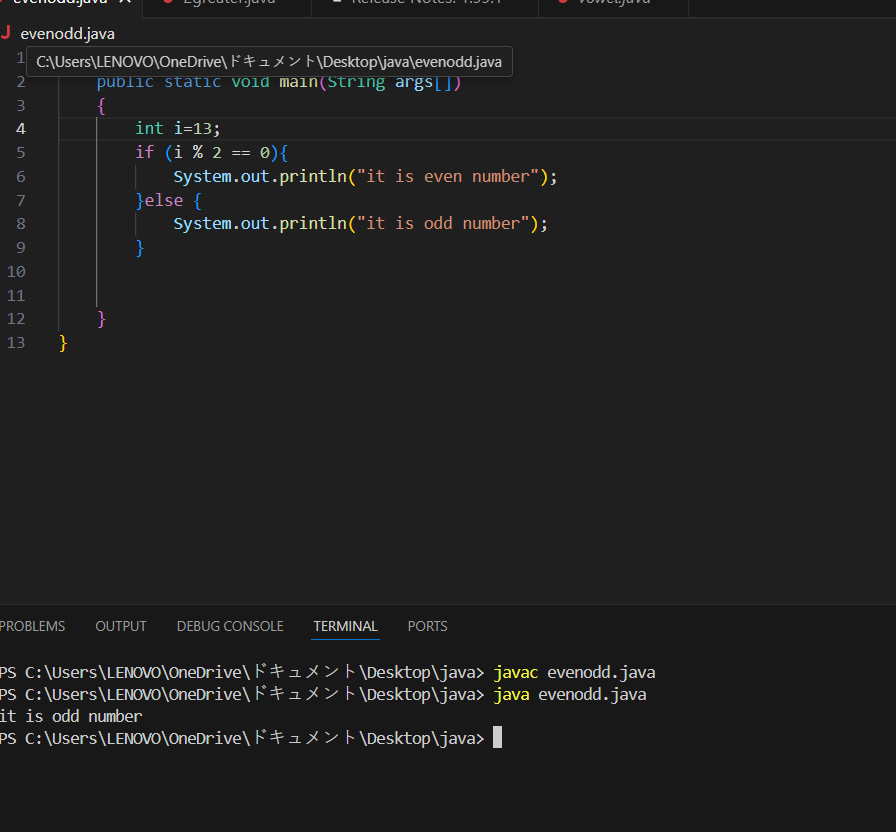 evenodd.java 2greater.java Release Notes: 1.99.1 vowel.java
evenodd.java
1
C:\Users\LENOVO\OneDrive\ドキュメント\Desktop\java\evenodd.java
2 public static void main(String args[])
3 {
4 int i=13;
5 if (i % 2 == 0){
6 System.out.println("it is even number");
7 }else {
8 System.out.println("it is odd number");
9 }
10
11
12 }
13 }
PROBLEMS OUTPUT DEBUG CONSOLE TERMINAL PORTS
PS C:\Users\LENOVO\OneDrive\ドキュメント\Desktop\java> javac evenodd.java
PS C:\Users\LENOVO\OneDrive\ドキュメント\Desktop\java> java evenodd.java
it is odd number
PS C:\Users\LENOVO\OneDrive\ドキュメント\Desktop\java>